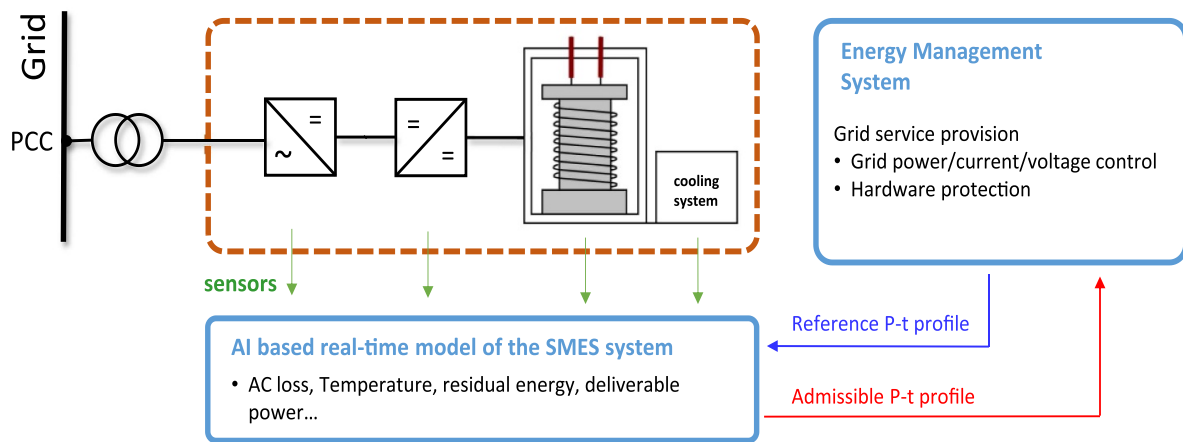 Grid
PCC
=
~
=
=
cooling
system
Energy Management
System
Grid service provision
• Grid power/current/voltage control
• Hardware protection
sensors
Reference P-t profile
AI based real-time model of the SMES system
• AC loss, Temperature, residual energy, deliverable
power...
Admissible P-t profile